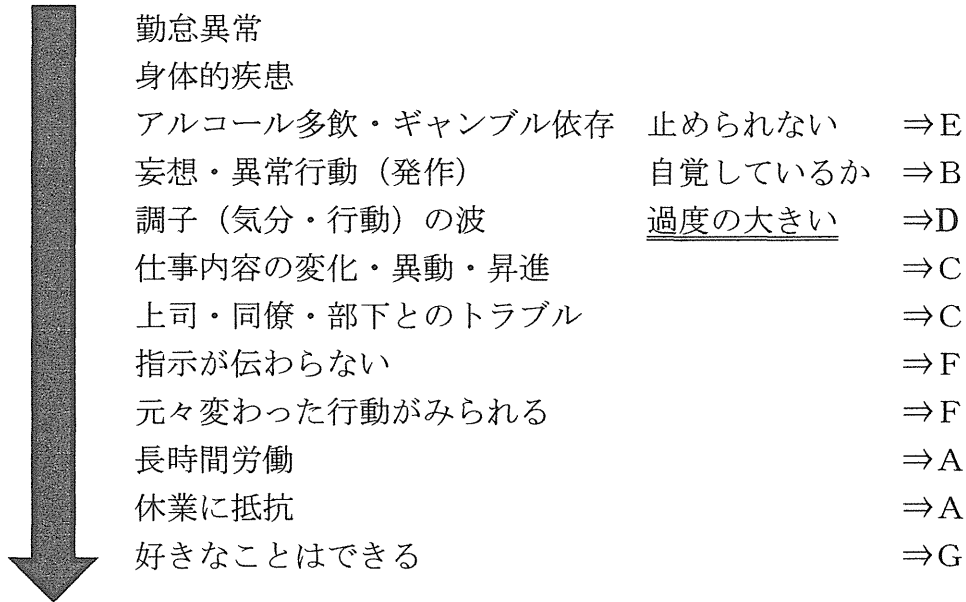 勤怠異常
身体的疾患
アルコール多飲・ギャンブル依存 止められない ⇒E
妄想・異常行動（発作） 自覚しているか ⇒B
調子（気分・行動）の波 過度の大きい ⇒D
仕事内容の変化・異動・昇進 ⇒C
上司・同僚・部下とのトラブル ⇒C
指示が伝わらない ⇒F
元々変わった行動がみられる ⇒F
長時間労働 ⇒A
休業に抵抗 ⇒A
好きなことはできる ⇒G